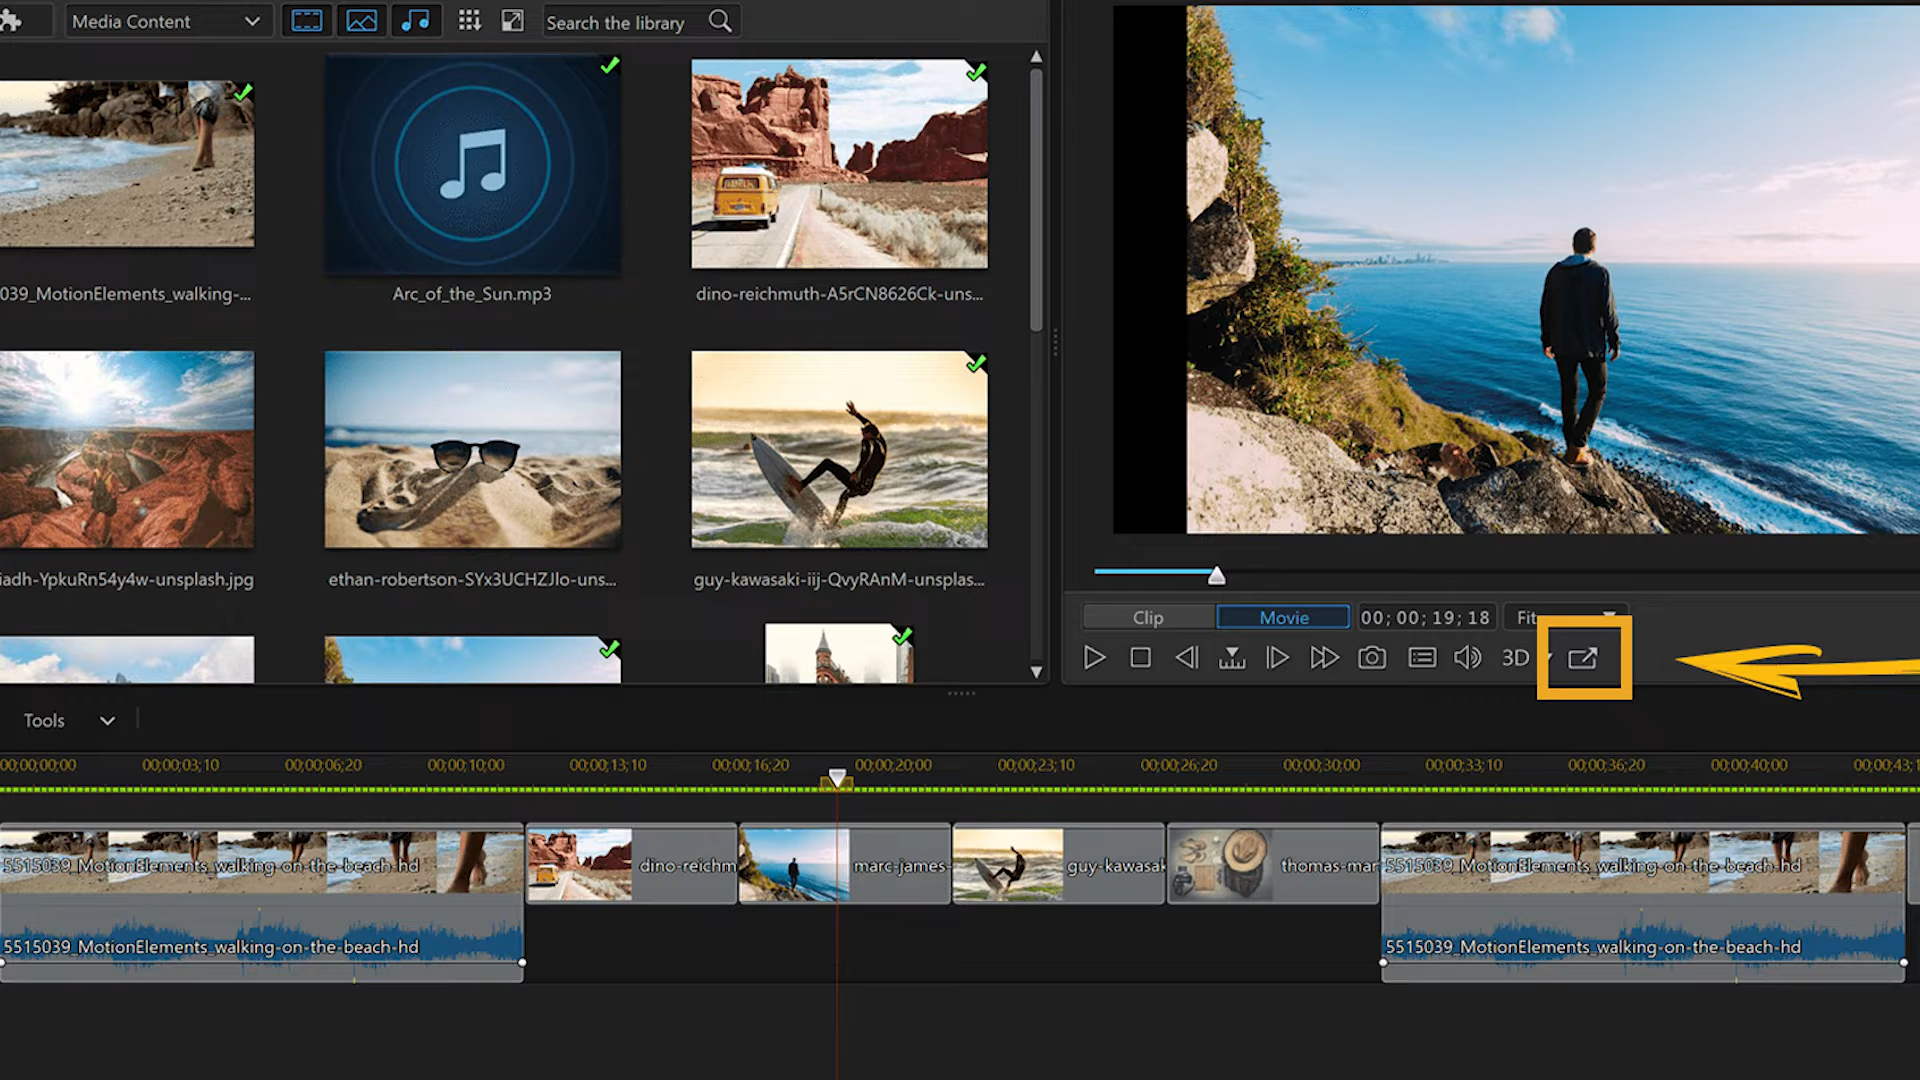 Media Content
Search the library
039_MotionElements_walking-...
Arc_of_the_Sun.mp3
dino-reichmuth-A5rCN8626Ck-uns...
iadh-YpkuRn54y4w-unsplash.jpg
ethan-robertson-SYx3UCHZJlo-uns...
guy-kawasaki-iij-QvyRAnM-unsplas...
Clip
Movie
00;00;19;18
Fit
3D
Tools
00;00;00;00
00;00;03;10
00;00;06;20
00;00;10;00
00;00;13;10
00;00;16;20
00;00;20;00
00;00;23;10
00;00;26;20
00;00;30;00
00;00;33;10
00;00;36;20
00;00;40;00
00;00;43;1
5515039_MotionElements_walking-on-the-beach-hd
dino-reichm
marc-james-
guy-kawasak
thomas-mar
5515039_MotionElements_walking-on-the-beach-hd
5515039_MotionElements_walking-on-the-beach-hd
5515039_MotionElements_walking-on-the-beach-hd